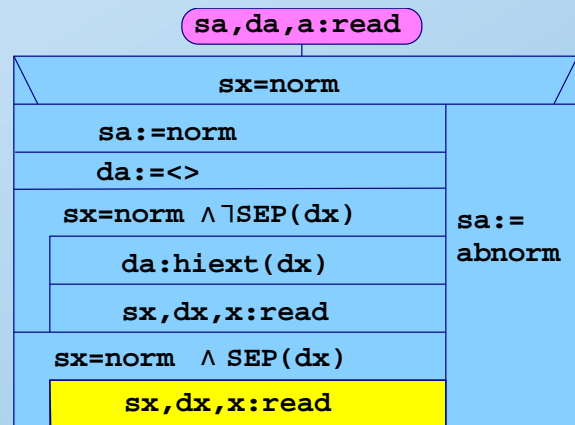 sa,da,a:read
sx=norm
sa:=norm
da:=<>
sx=norm ∧ ᒣSEP(dx)
da:hiext(dx)
sx,dx,x:read
sx=norm ∧ SEP(dx)
sx,dx,x:read
sa:=
abnorm